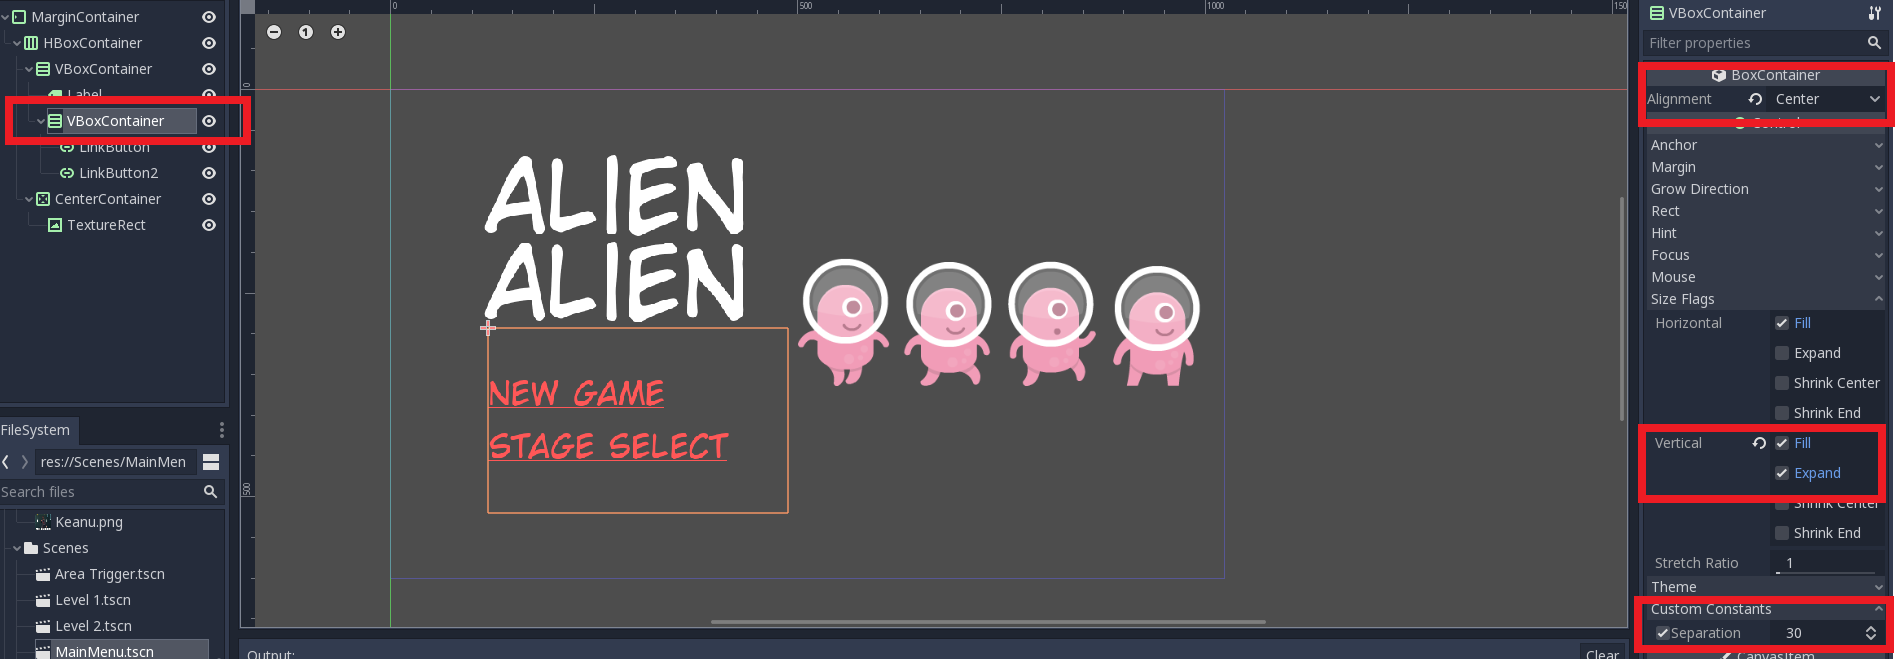 MarginContainer
HBoxContainer
VBoxContainer
Label
VBoxContainer
LinkButton
LinkButton2
CenterContainer
TextureRect
FileSystem
res://Scenes/MainMen
Search files
Keanu.png
Scenes
Area Trigger.tscn
Level 1.tscn
Level 2.tscn
MainMenu.tscn
0
500
1000
150
0
500
1
ALIEN
ALIEN
NEW GAME
STAGE SELECT
Output:
Clear
VBoxContainer
Filter properties
BoxContainer
Alignment Center
Control
Anchor
Margin
Grow Direction
Rect
Hint
Focus
Mouse
Size Flags
Horizontal Fill
Expand
Shrink Center
Shrink End
Vertical Fill
Expand
Shrink Center
Shrink End
Stretch Ratio 1
Theme
Custom Constants
Separation 30
CanvasItem